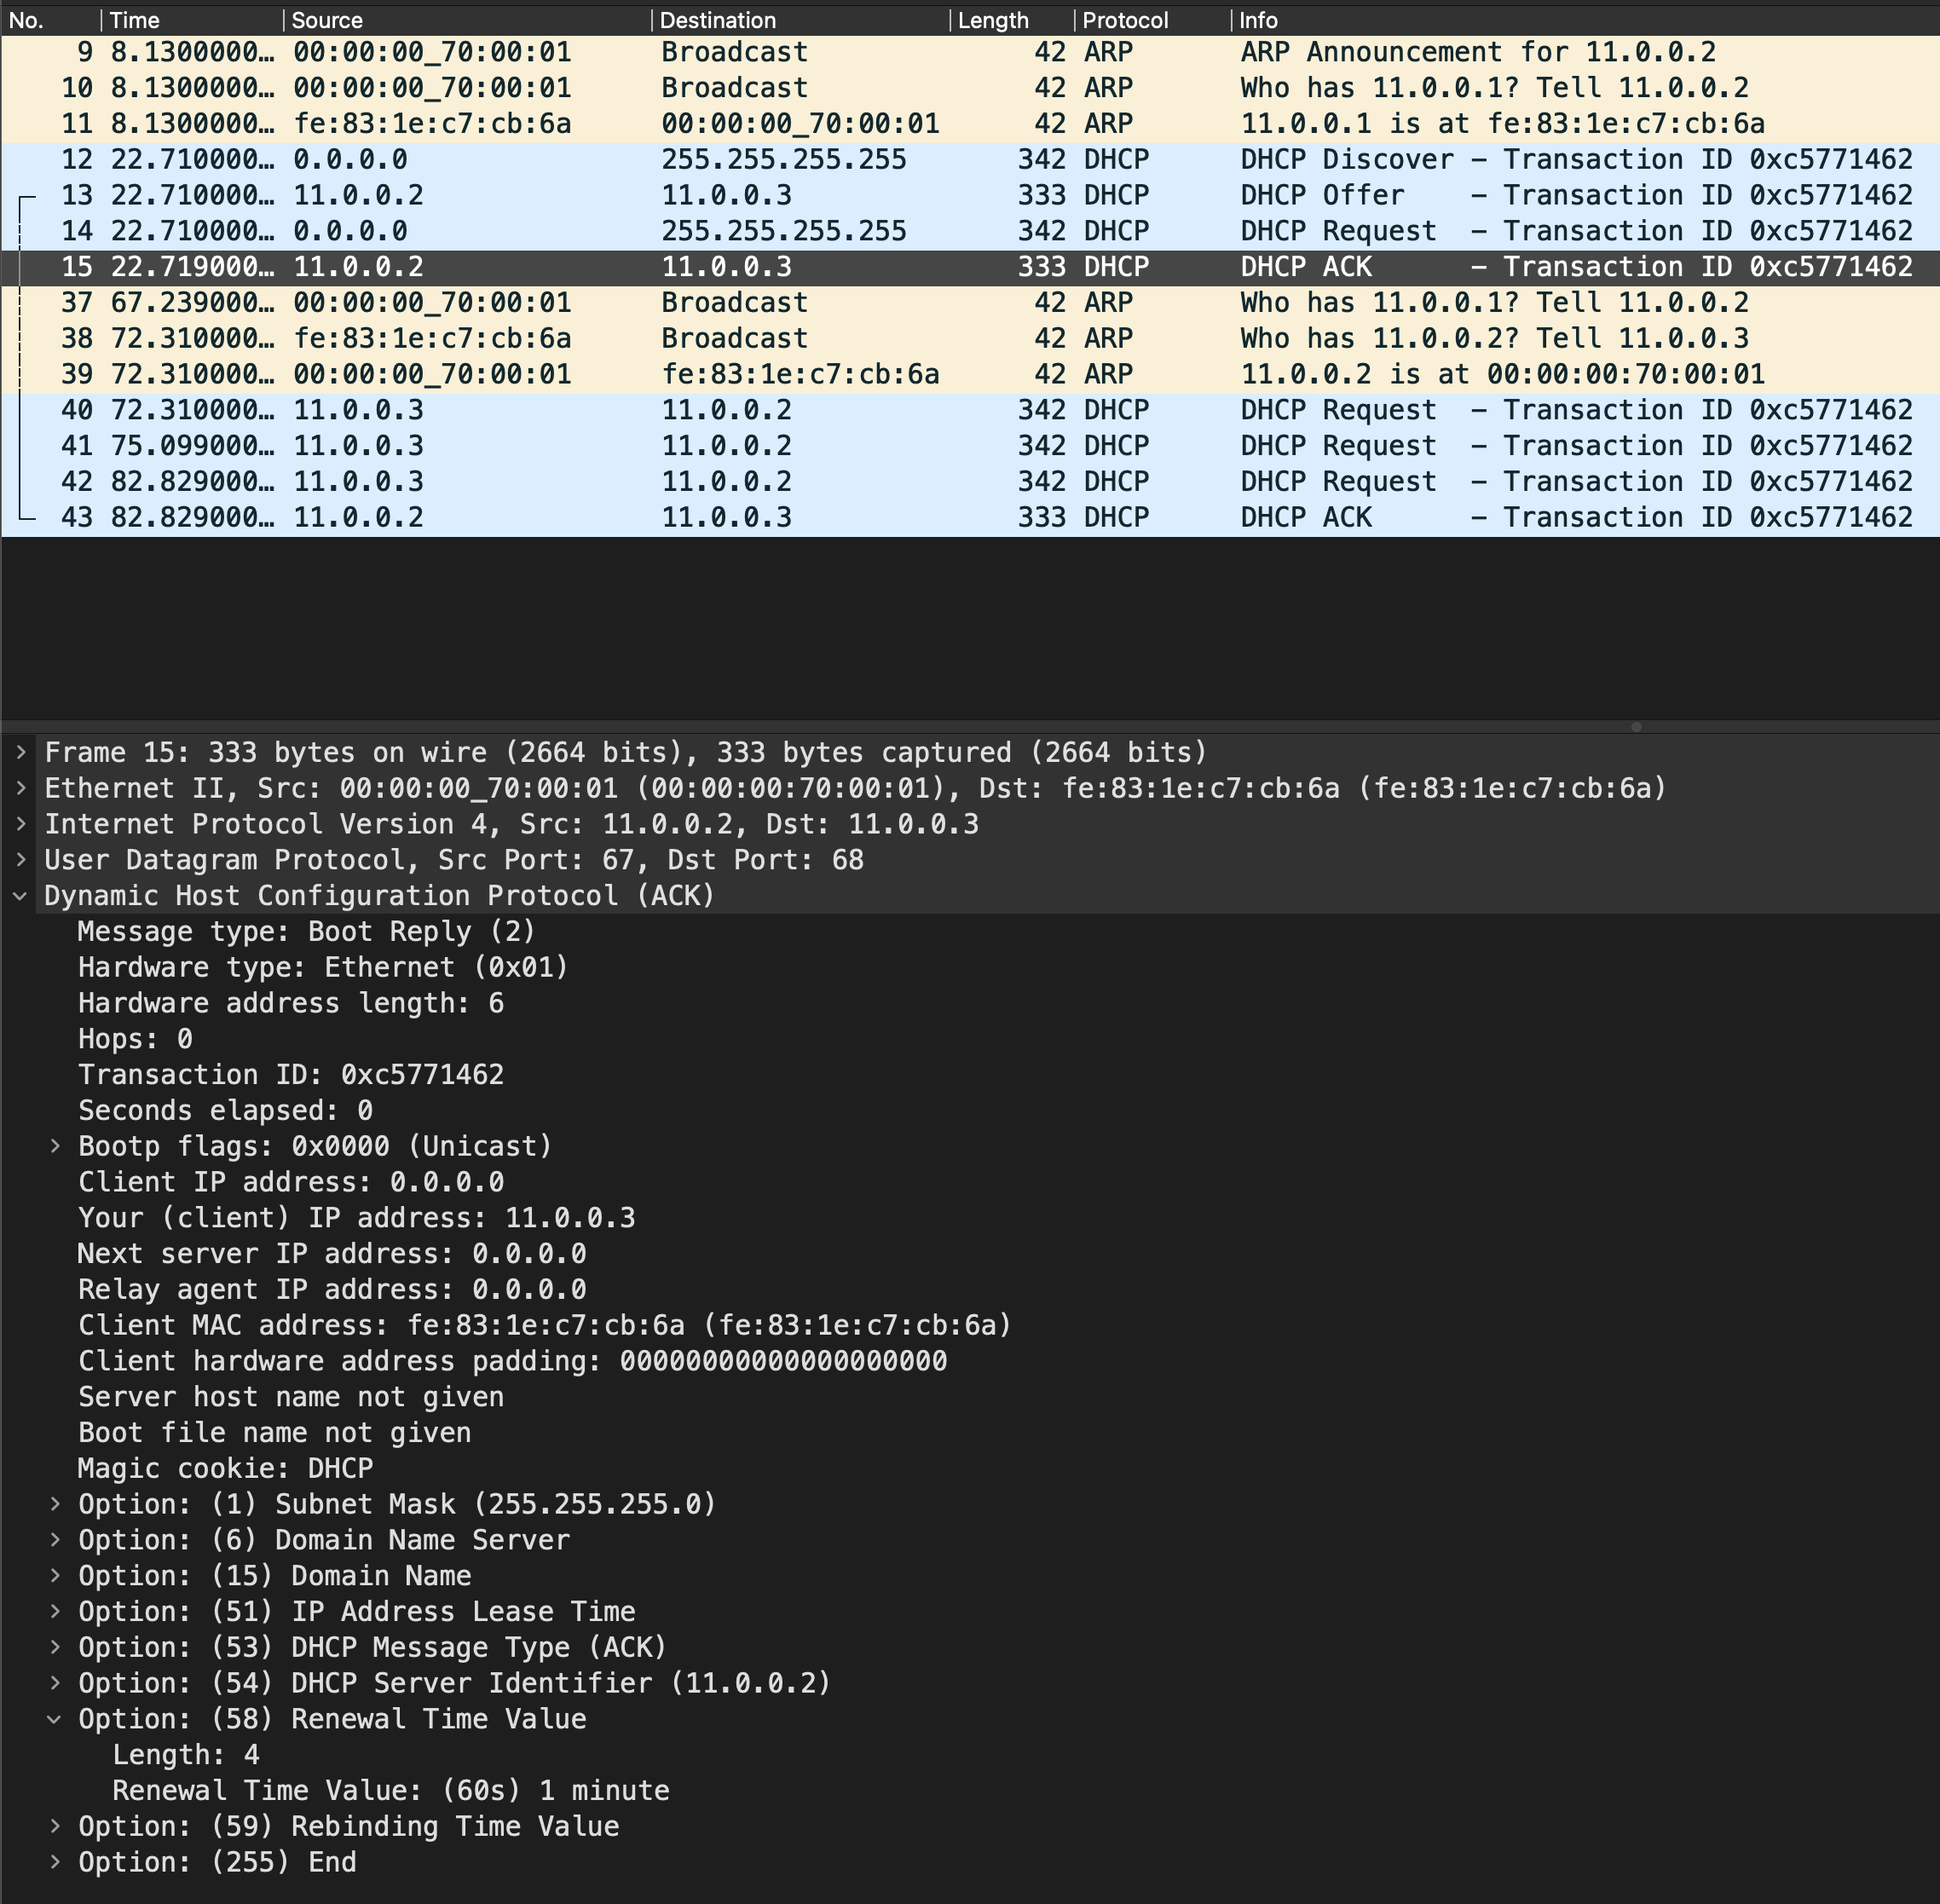 No. Time Source Destination Length Protocol Info
9 8.1300000… 00:00:00_70:00:01 Broadcast 42 ARP ARP Announcement for 11.0.0.2
10 8.1300000… 00:00:00_70:00:01 Broadcast 42 ARP Who has 11.0.0.1? Tell 11.0.0.2
11 8.1300000… fe:83:1e:c7:cb:6a 00:00:00_70:00:01 42 ARP 11.0.0.1 is at fe:83:1e:c7:cb:6a
12 22.710000… 0.0.0.0 255.255.255.255 342 DHCP DHCP Discover – Transaction ID 0xc5771462
13 22.710000… 11.0.0.2 11.0.0.3 333 DHCP DHCP Offer – Transaction ID 0xc5771462
14 22.710000… 0.0.0.0 255.255.255.255 342 DHCP DHCP Request – Transaction ID 0xc5771462
15 22.719000… 11.0.0.2 11.0.0.3 333 DHCP DHCP ACK – Transaction ID 0xc5771462
37 67.239000… 00:00:00_70:00:01 Broadcast 42 ARP Who has 11.0.0.1? Tell 11.0.0.2
38 72.310000… fe:83:1e:c7:cb:6a Broadcast 42 ARP Who has 11.0.0.2? Tell 11.0.0.3
39 72.310000… 00:00:00_70:00:01 fe:83:1e:c7:cb:6a 42 ARP 11.0.0.2 is at 00:00:00:70:00:01
40 72.310000… 11.0.0.3 11.0.0.2 342 DHCP DHCP Request – Transaction ID 0xc5771462
41 75.099000… 11.0.0.3 11.0.0.2 342 DHCP DHCP Request – Transaction ID 0xc5771462
42 82.829000… 11.0.0.3 11.0.0.2 342 DHCP DHCP Request – Transaction ID 0xc5771462
43 82.829000… 11.0.0.2 11.0.0.3 333 DHCP DHCP ACK – Transaction ID 0xc5771462
Frame 15: 333 bytes on wire (2664 bits), 333 bytes captured (2664 bits)
Ethernet II, Src: 00:00:00_70:00:01 (00:00:00:70:00:01), Dst: fe:83:1e:c7:cb:6a (fe:83:1e:c7:cb:6a)
Internet Protocol Version 4, Src: 11.0.0.2, Dst: 11.0.0.3
User Datagram Protocol, Src Port: 67, Dst Port: 68
Dynamic Host Configuration Protocol (ACK)
Message type: Boot Reply (2)
Hardware type: Ethernet (0x01)
Hardware address length: 6
Hops: 0
Transaction ID: 0xc5771462
Seconds elapsed: 0
Bootp flags: 0x0000 (Unicast)
Client IP address: 0.0.0.0
Your (client) IP address: 11.0.0.3
Next server IP address: 0.0.0.0
Relay agent IP address: 0.0.0.0
Client MAC address: fe:83:1e:c7:cb:6a (fe:83:1e:c7:cb:6a)
Client hardware address padding: 00000000000000000000
Server host name not given
Boot file name not given
Magic cookie: DHCP
Option: (1) Subnet Mask (255.255.255.0)
Option: (6) Domain Name Server
Option: (15) Domain Name
Option: (51) IP Address Lease Time
Option: (53) DHCP Message Type (ACK)
Option: (54) DHCP Server Identifier (11.0.0.2)
Option: (58) Renewal Time Value
Length: 4
Renewal Time Value: (60s) 1 minute
Option: (59) Rebinding Time Value
Option: (255) End